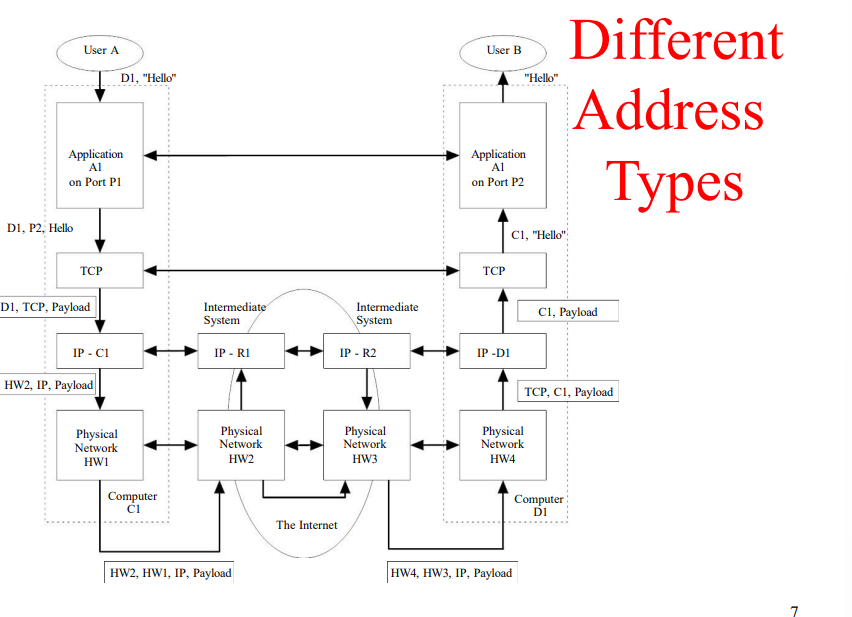 Different
Address
Types
User A
D1, "Hello"
Application
A1
on Port P1
D1, P2, Hello
TCP
D1, TCP, Payload
IP - C1
HW2, IP, Payload
Physical
Network
HW1
Computer
C1
HW2, HW1, IP, Payload
Intermediate
System
IP - R1
Physical
Network
HW2
Intermediate
System
IP - R2
Physical
Network
HW3
The Internet
User B
"Hello"
Application
A1
on Port P2
C1, "Hello"
TCP
C1, Payload
IP -D1
TCP, C1, Payload
Physical
Network
HW4
Computer
D1
HW4, HW3, IP, Payload
7